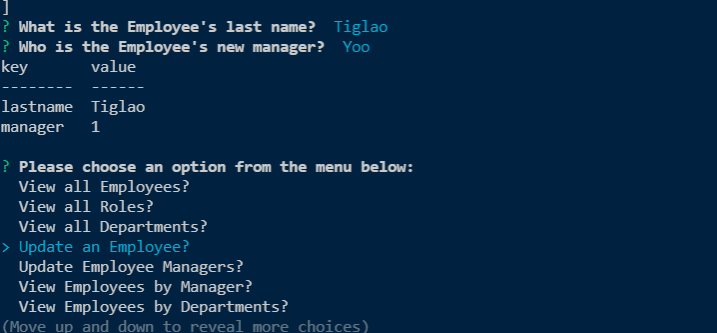 ]
? What is the Employee's last name? Tiglao
? Who is the Employee's new manager? Yoo
key value
-------- ------
lastname Tiglao
manager 1
? Please choose an option from the menu below:
View all Employees?
View all Roles?
View all Departments?
> Update an Employee?
Update Employee Managers?
View Employees by Manager?
View Employees by Departments?
(Move up and down to reveal more choices)